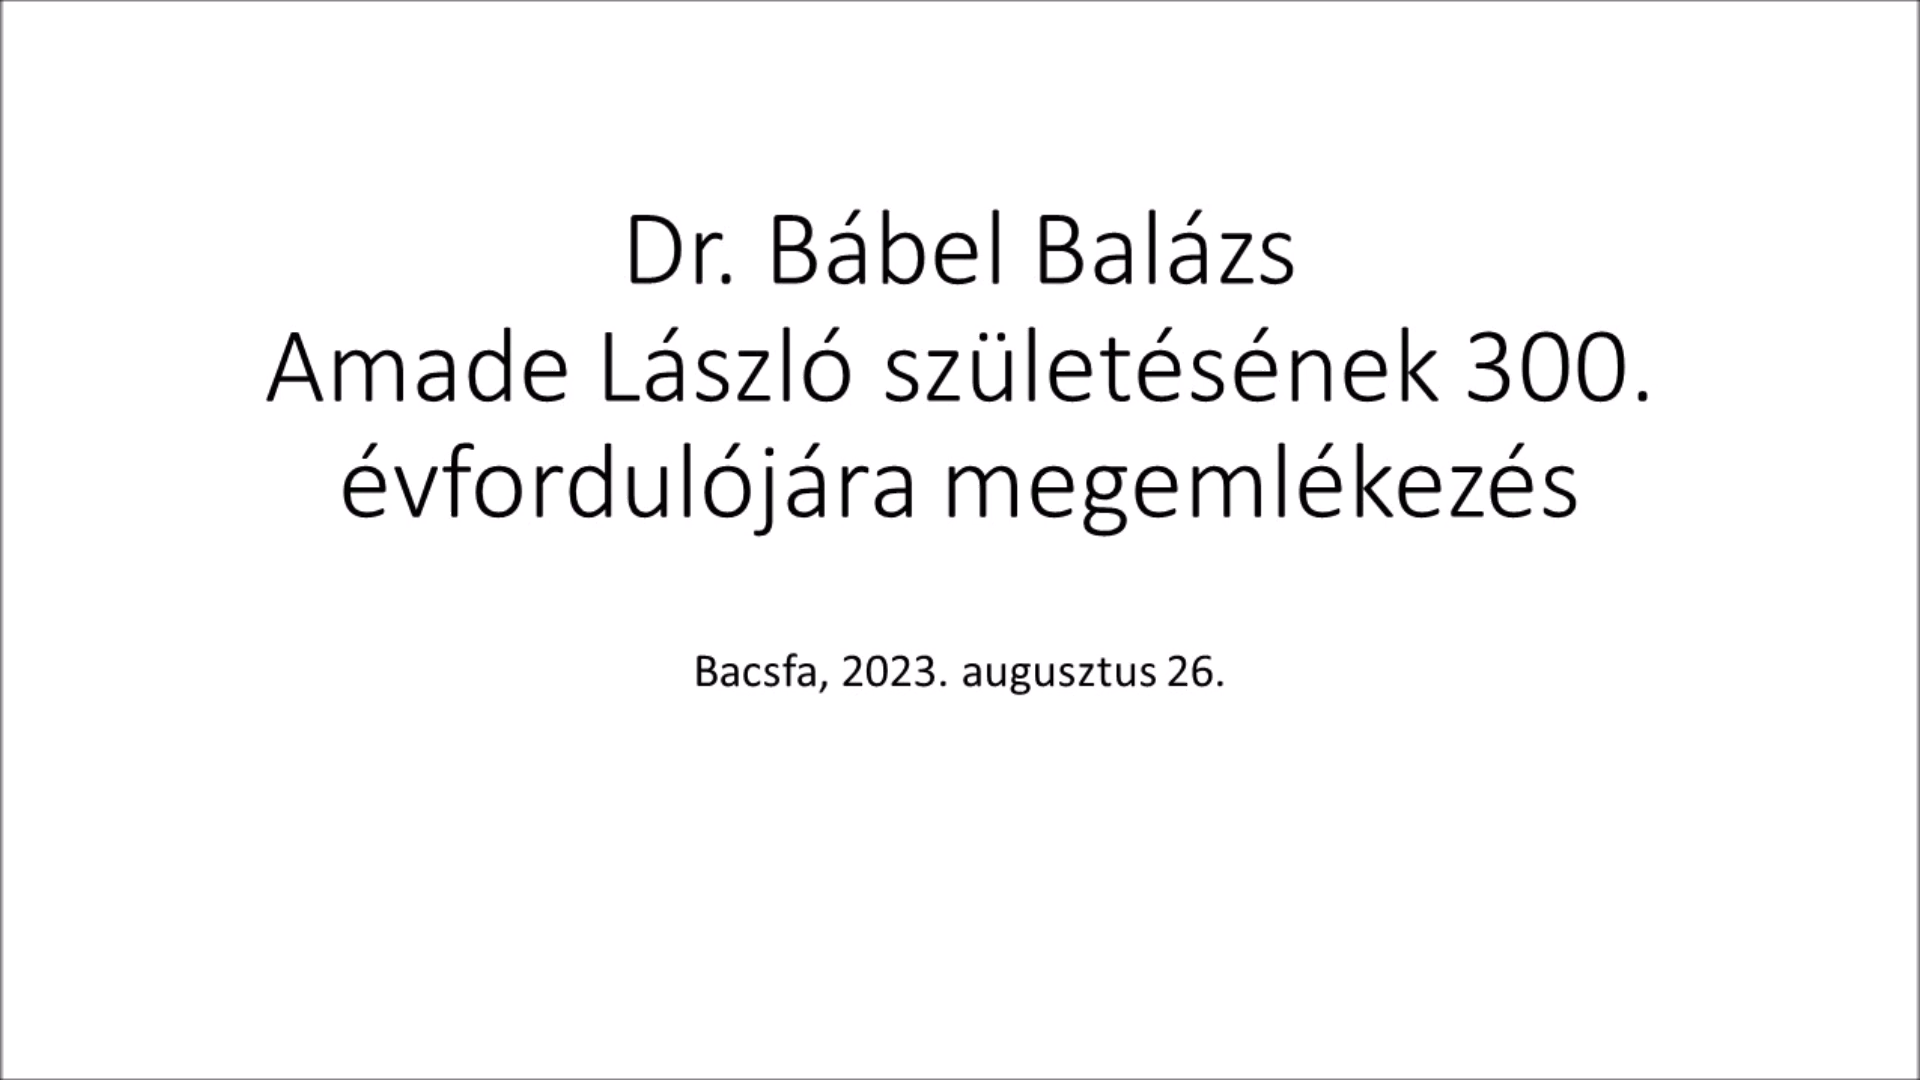 Dr. Bábel Balázs
Amade László születésének 300.
évfordulójára megemlékezés
Bacsfa, 2023. augusztus 26.